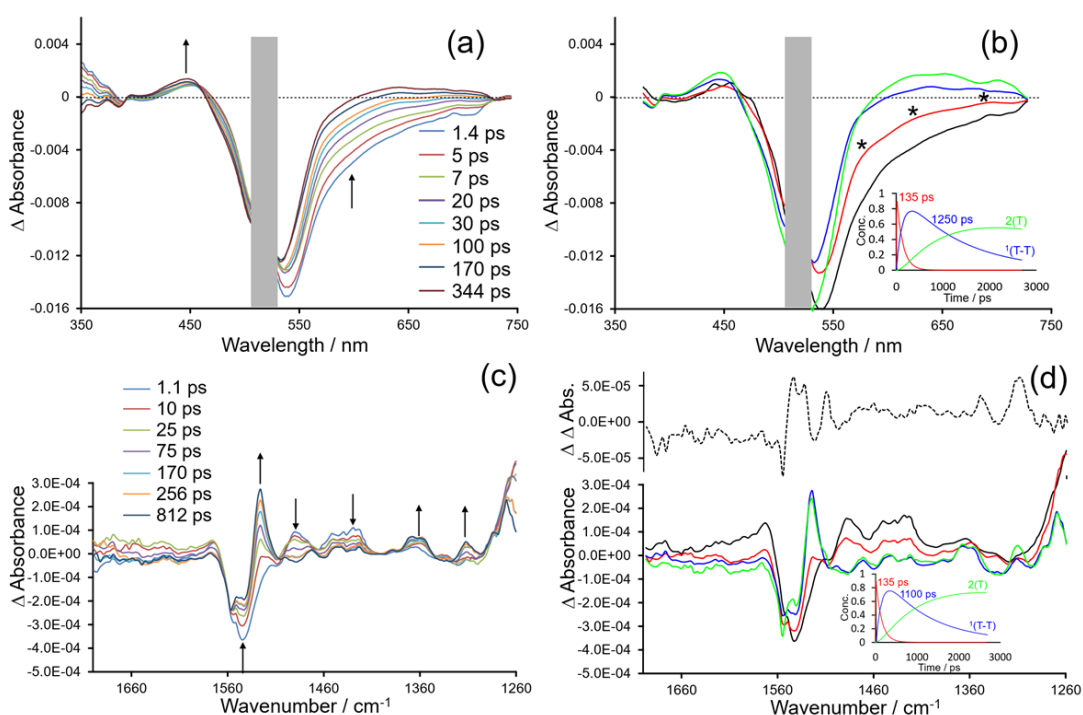 (a)
Δ Absorbance
0.004
0
-0.004
-0.008
-0.012
-0.016
350
450
550
650
750
Wavelength / nm
1.4 ps
5 ps
7 ps
20 ps
30 ps
100 ps
170 ps
344 ps
(b)
Δ Absorbance
0.004
0
-0.004
-0.008
-0.012
-0.016
350
450
550
650
750
Wavelength / nm
*
*
*
Conc.
1
0.8
0.6
0.4
0.2
0
0
1000
2000
3000
Time / ps
135 ps
1250 ps
2(T)
¹(T-T)
(c)
1.1 ps
10 ps
25 ps
75 ps
170 ps
256 ps
812 ps
Δ Absorbance
3.0E-04
2.0E-04
1.0E-04
0.0E+00
-1.0E-04
-2.0E-04
-3.0E-04
-4.0E-04
-5.0E-04
1660
1560
1460
1360
1260
Wavenumber / cm⁻¹
(d)
Δ Δ Abs.
5.0E-05
0.0E+00
-5.0E-05
Δ Absorbance
3.0E-04
2.0E-04
1.0E-04
0.0E+00
-1.0E-04
-2.0E-04
-3.0E-04
-4.0E-04
-5.0E-04
1660
1560
1460
1360
1260
Wavenumber / cm⁻¹
Conc.
1
0.8
0.6
0.4
0.2
0
0
1000
2000
3000
Time / ps
135 ps
1100 ps
2(T)
¹(T-T)